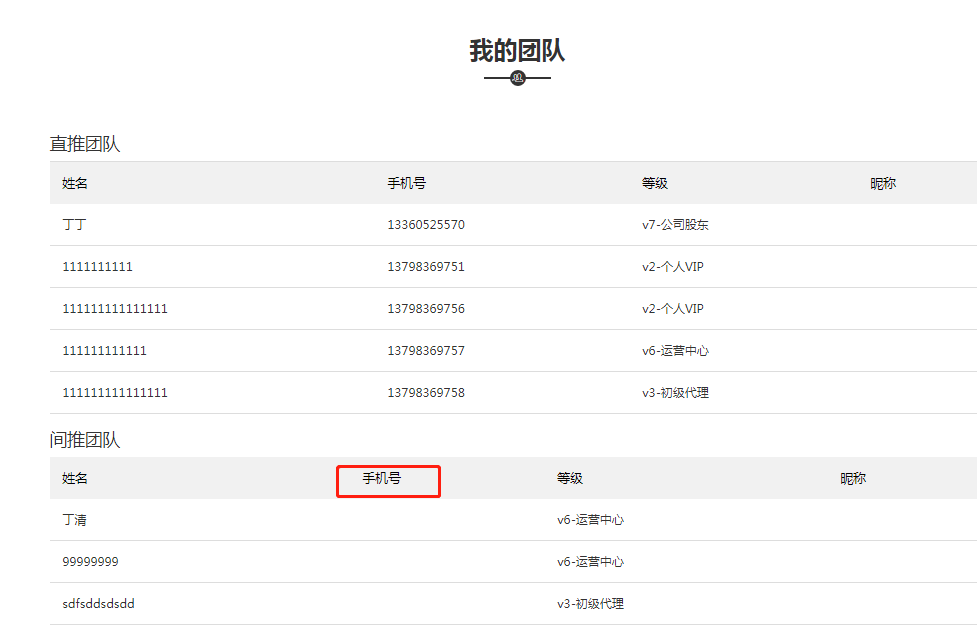 我的团队
直推团队
姓名 手机号 等级 昵称
丁丁 13360525570 v7-公司股东
1111111111 13798369751 v2-个人VIP
111111111111111 13798369756 v2-个人VIP
111111111111 13798369757 v6-运营中心
111111111111111 13798369758 v3-初级代理
间推团队
姓名 手机号 等级 昵称
丁清 v6-运营中心
99999999 v6-运营中心
sdfsddsdsdd v3-初级代理